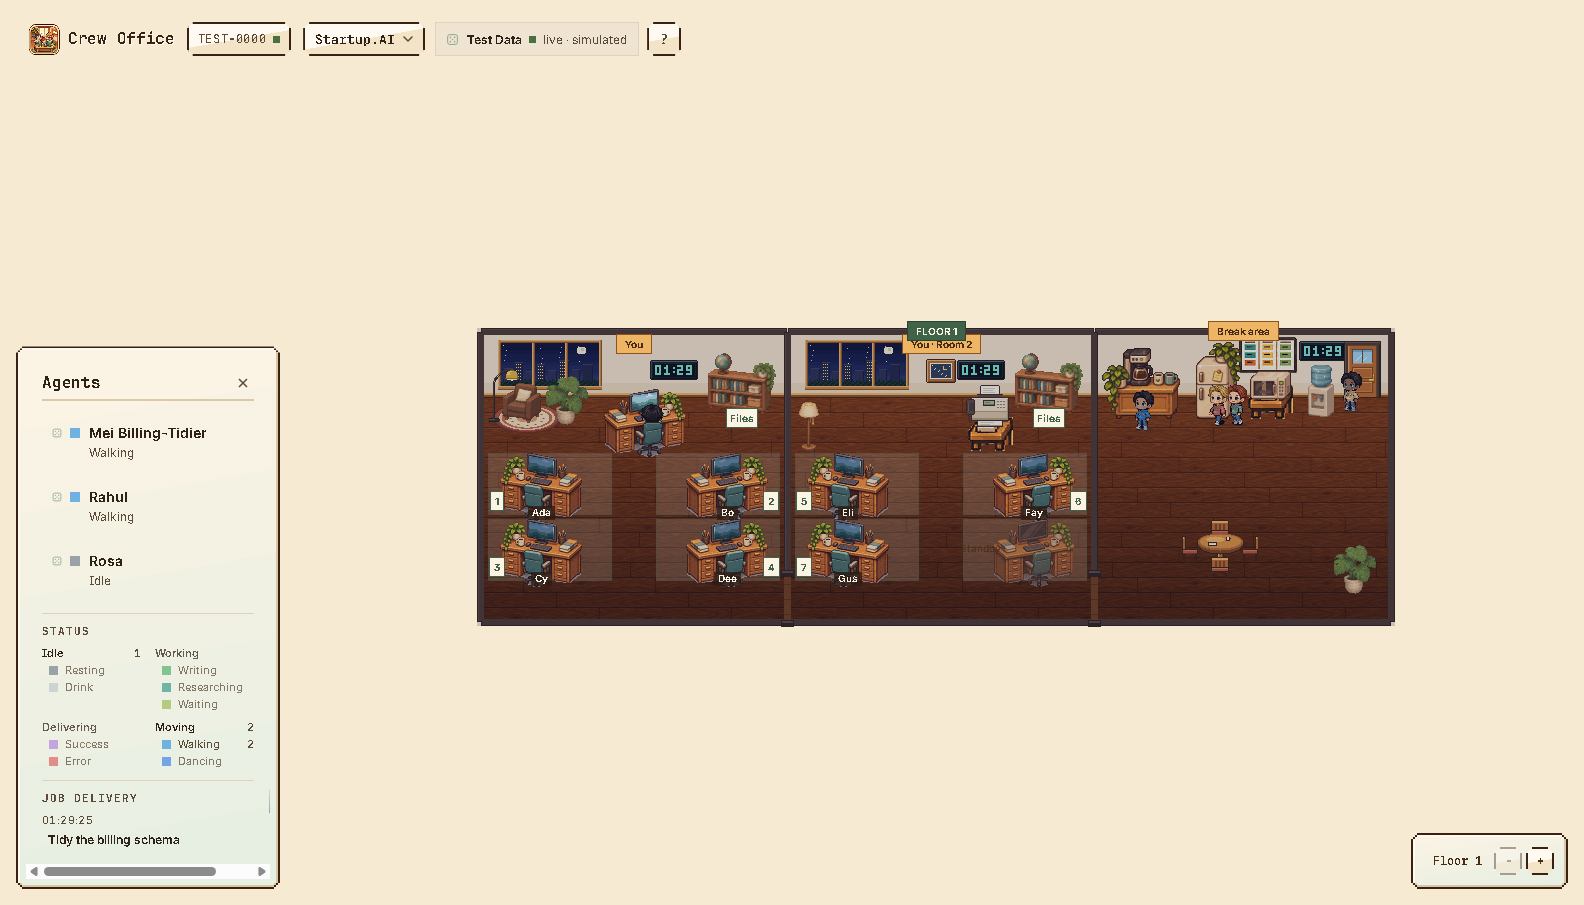 Crew Office
TEST-0000
Startup.AI
Test Data
live · simulated
?
FLOOR 1
You
You · Room 2
Break area
01:29
01:29
01:29
Files
Files
1
Ada
Bo
2
5
Eli
Fay
6
3
Cy
Dee
4
7
Gus
Standby
Agents
Mei Billing-Tidier
Walking
Rahul
Walking
Rosa
Idle
STATUS
Idle 1
Resting
Drink
Working
Writing
Researching
Waiting
Delivering
Success
Error
Moving 2
Walking 2
Dancing
JOB DELIVERY
01:29:25
Tidy the billing schema
Floor 1 - +